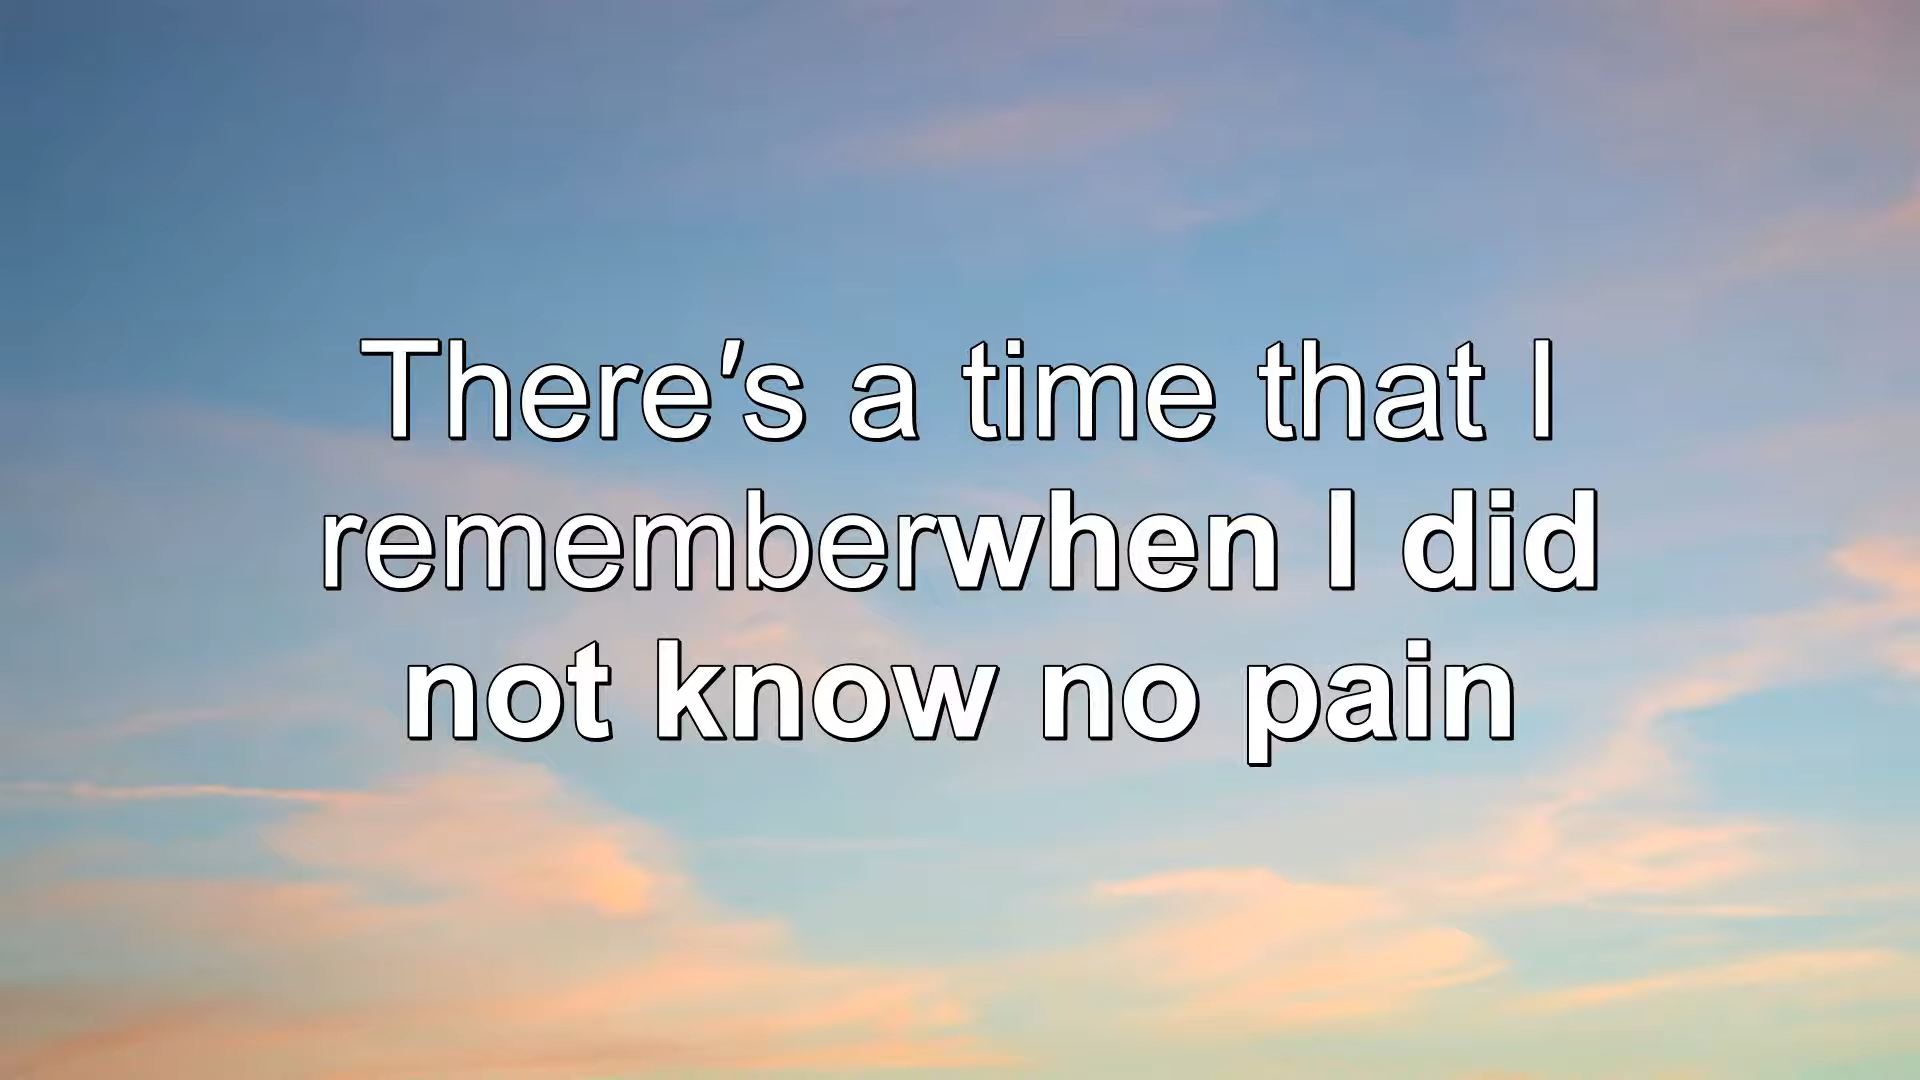 There's a time that I
rememberwhen I did
not know no pain